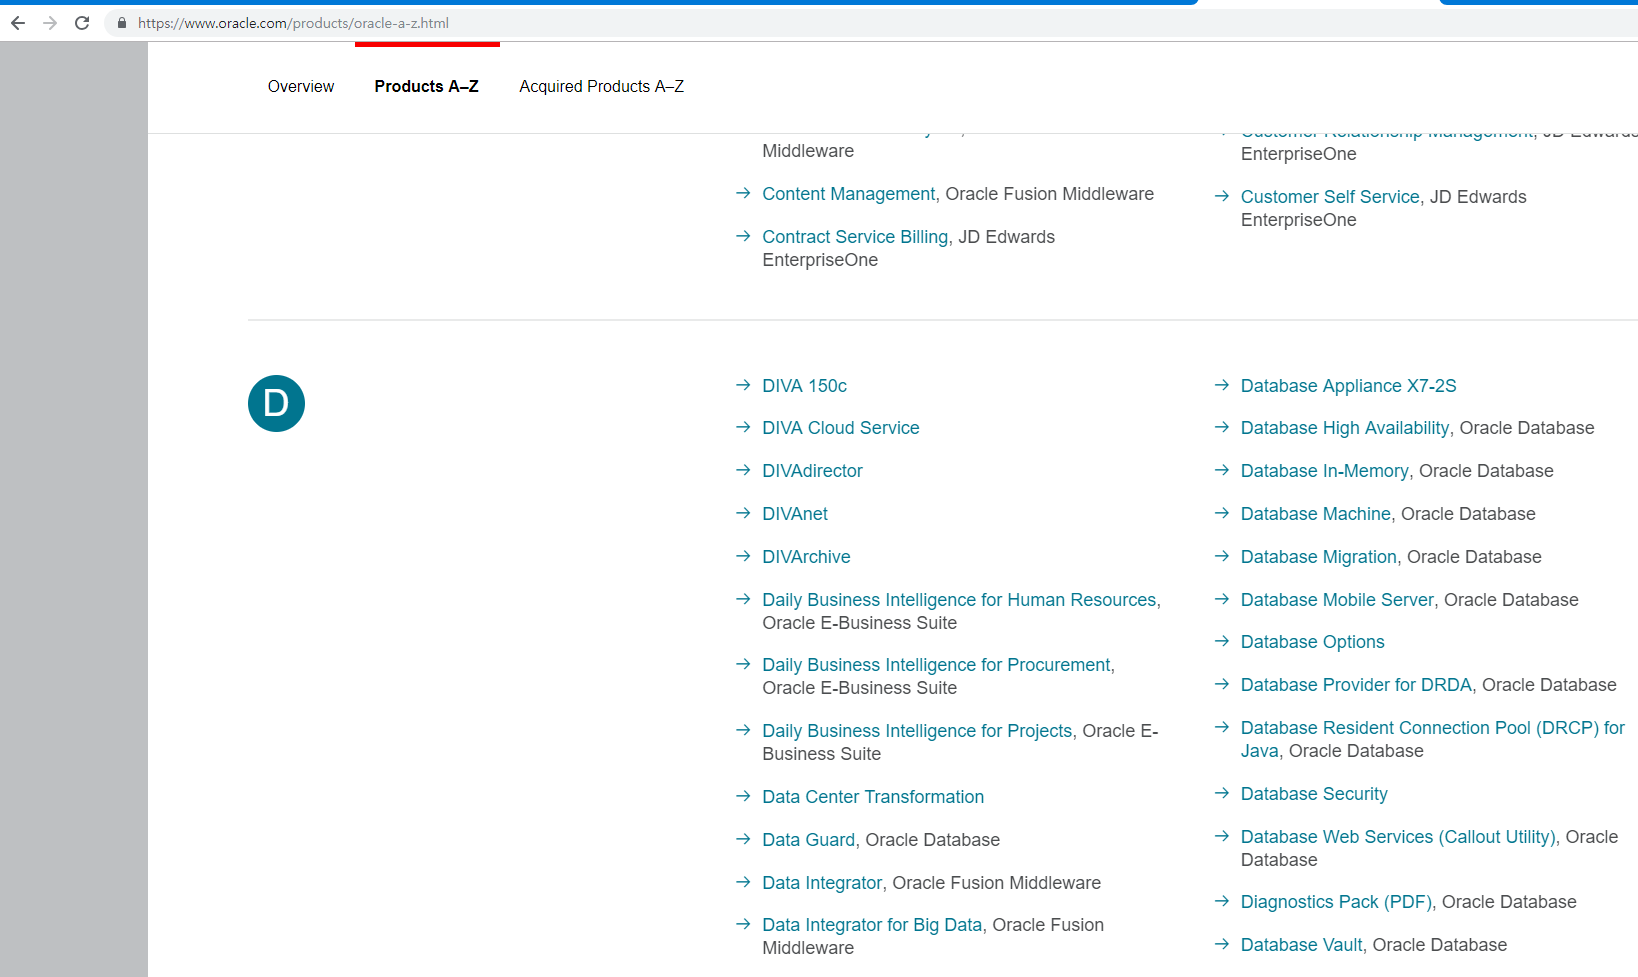 https://www.oracle.com/products/oracle-a-z.html
Overview
Products A–Z
Acquired Products A–Z
Middleware
Content Management, Oracle Fusion Middleware
Contract Service Billing, JD Edwards
EnterpriseOne
Customer Relationship Management, JD Edwards
EnterpriseOne
Customer Self Service, JD Edwards
EnterpriseOne
D
DIVA 150c
DIVA Cloud Service
DIVAdirector
DIVAnet
DIVArchive
Daily Business Intelligence for Human Resources,
Oracle E-Business Suite
Daily Business Intelligence for Procurement,
Oracle E-Business Suite
Daily Business Intelligence for Projects, Oracle E-
Business Suite
Data Center Transformation
Data Guard, Oracle Database
Data Integrator, Oracle Fusion Middleware
Data Integrator for Big Data, Oracle Fusion
Middleware
Database Appliance X7-2S
Database High Availability, Oracle Database
Database In-Memory, Oracle Database
Database Machine, Oracle Database
Database Migration, Oracle Database
Database Mobile Server, Oracle Database
Database Options
Database Provider for DRDA, Oracle Database
Database Resident Connection Pool (DRCP) for
Java, Oracle Database
Database Security
Database Web Services (Callout Utility), Oracle
Database
Diagnostics Pack (PDF), Oracle Database
Database Vault, Oracle Database